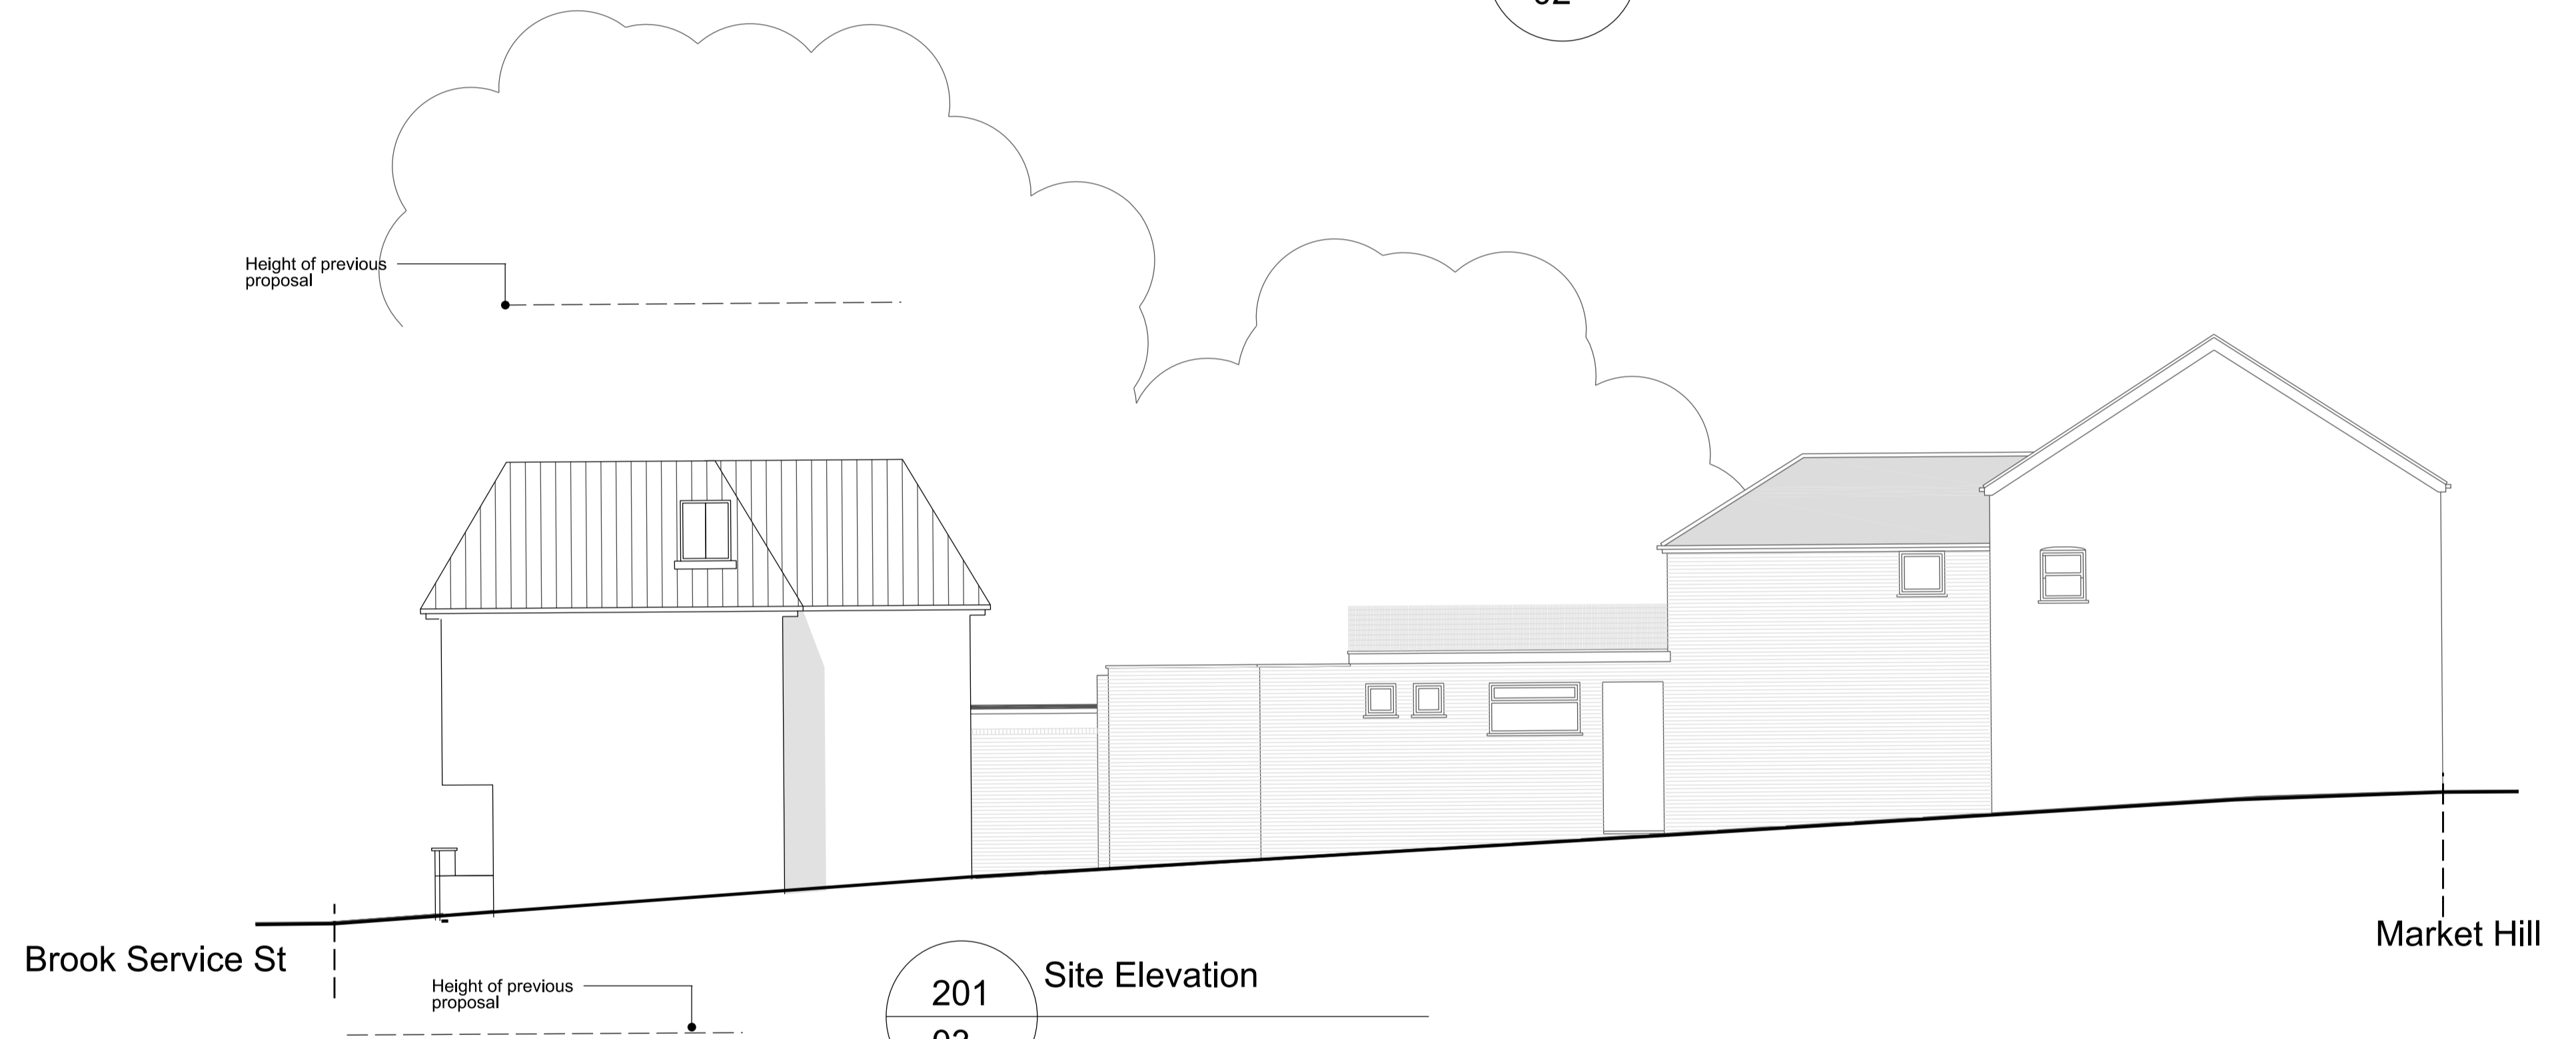 Height of previous
proposal
Brook Service St
Market Hill
Height of previous
proposal
201
Site Elevation